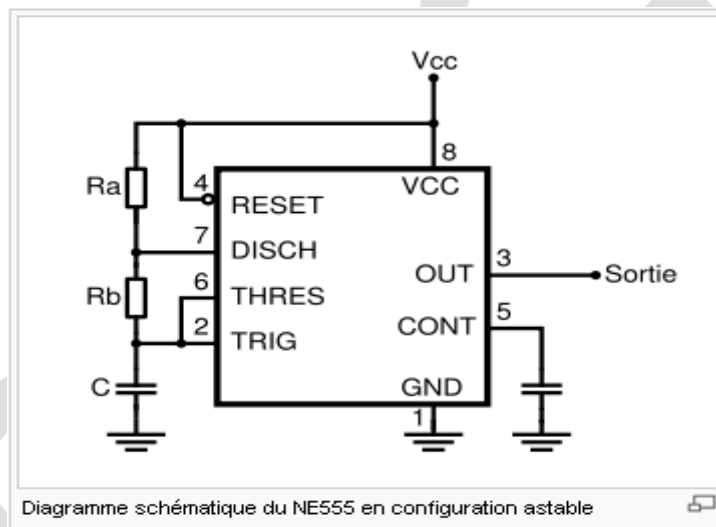 Vcc
8
Ra
4
VCC
RESET
7
DISCH
3
OUT
Sortie
Rb
6
THRES
5
2
CONT
TRIG
C
GND
1
Diagramme schématique du NE555 en configuration astable